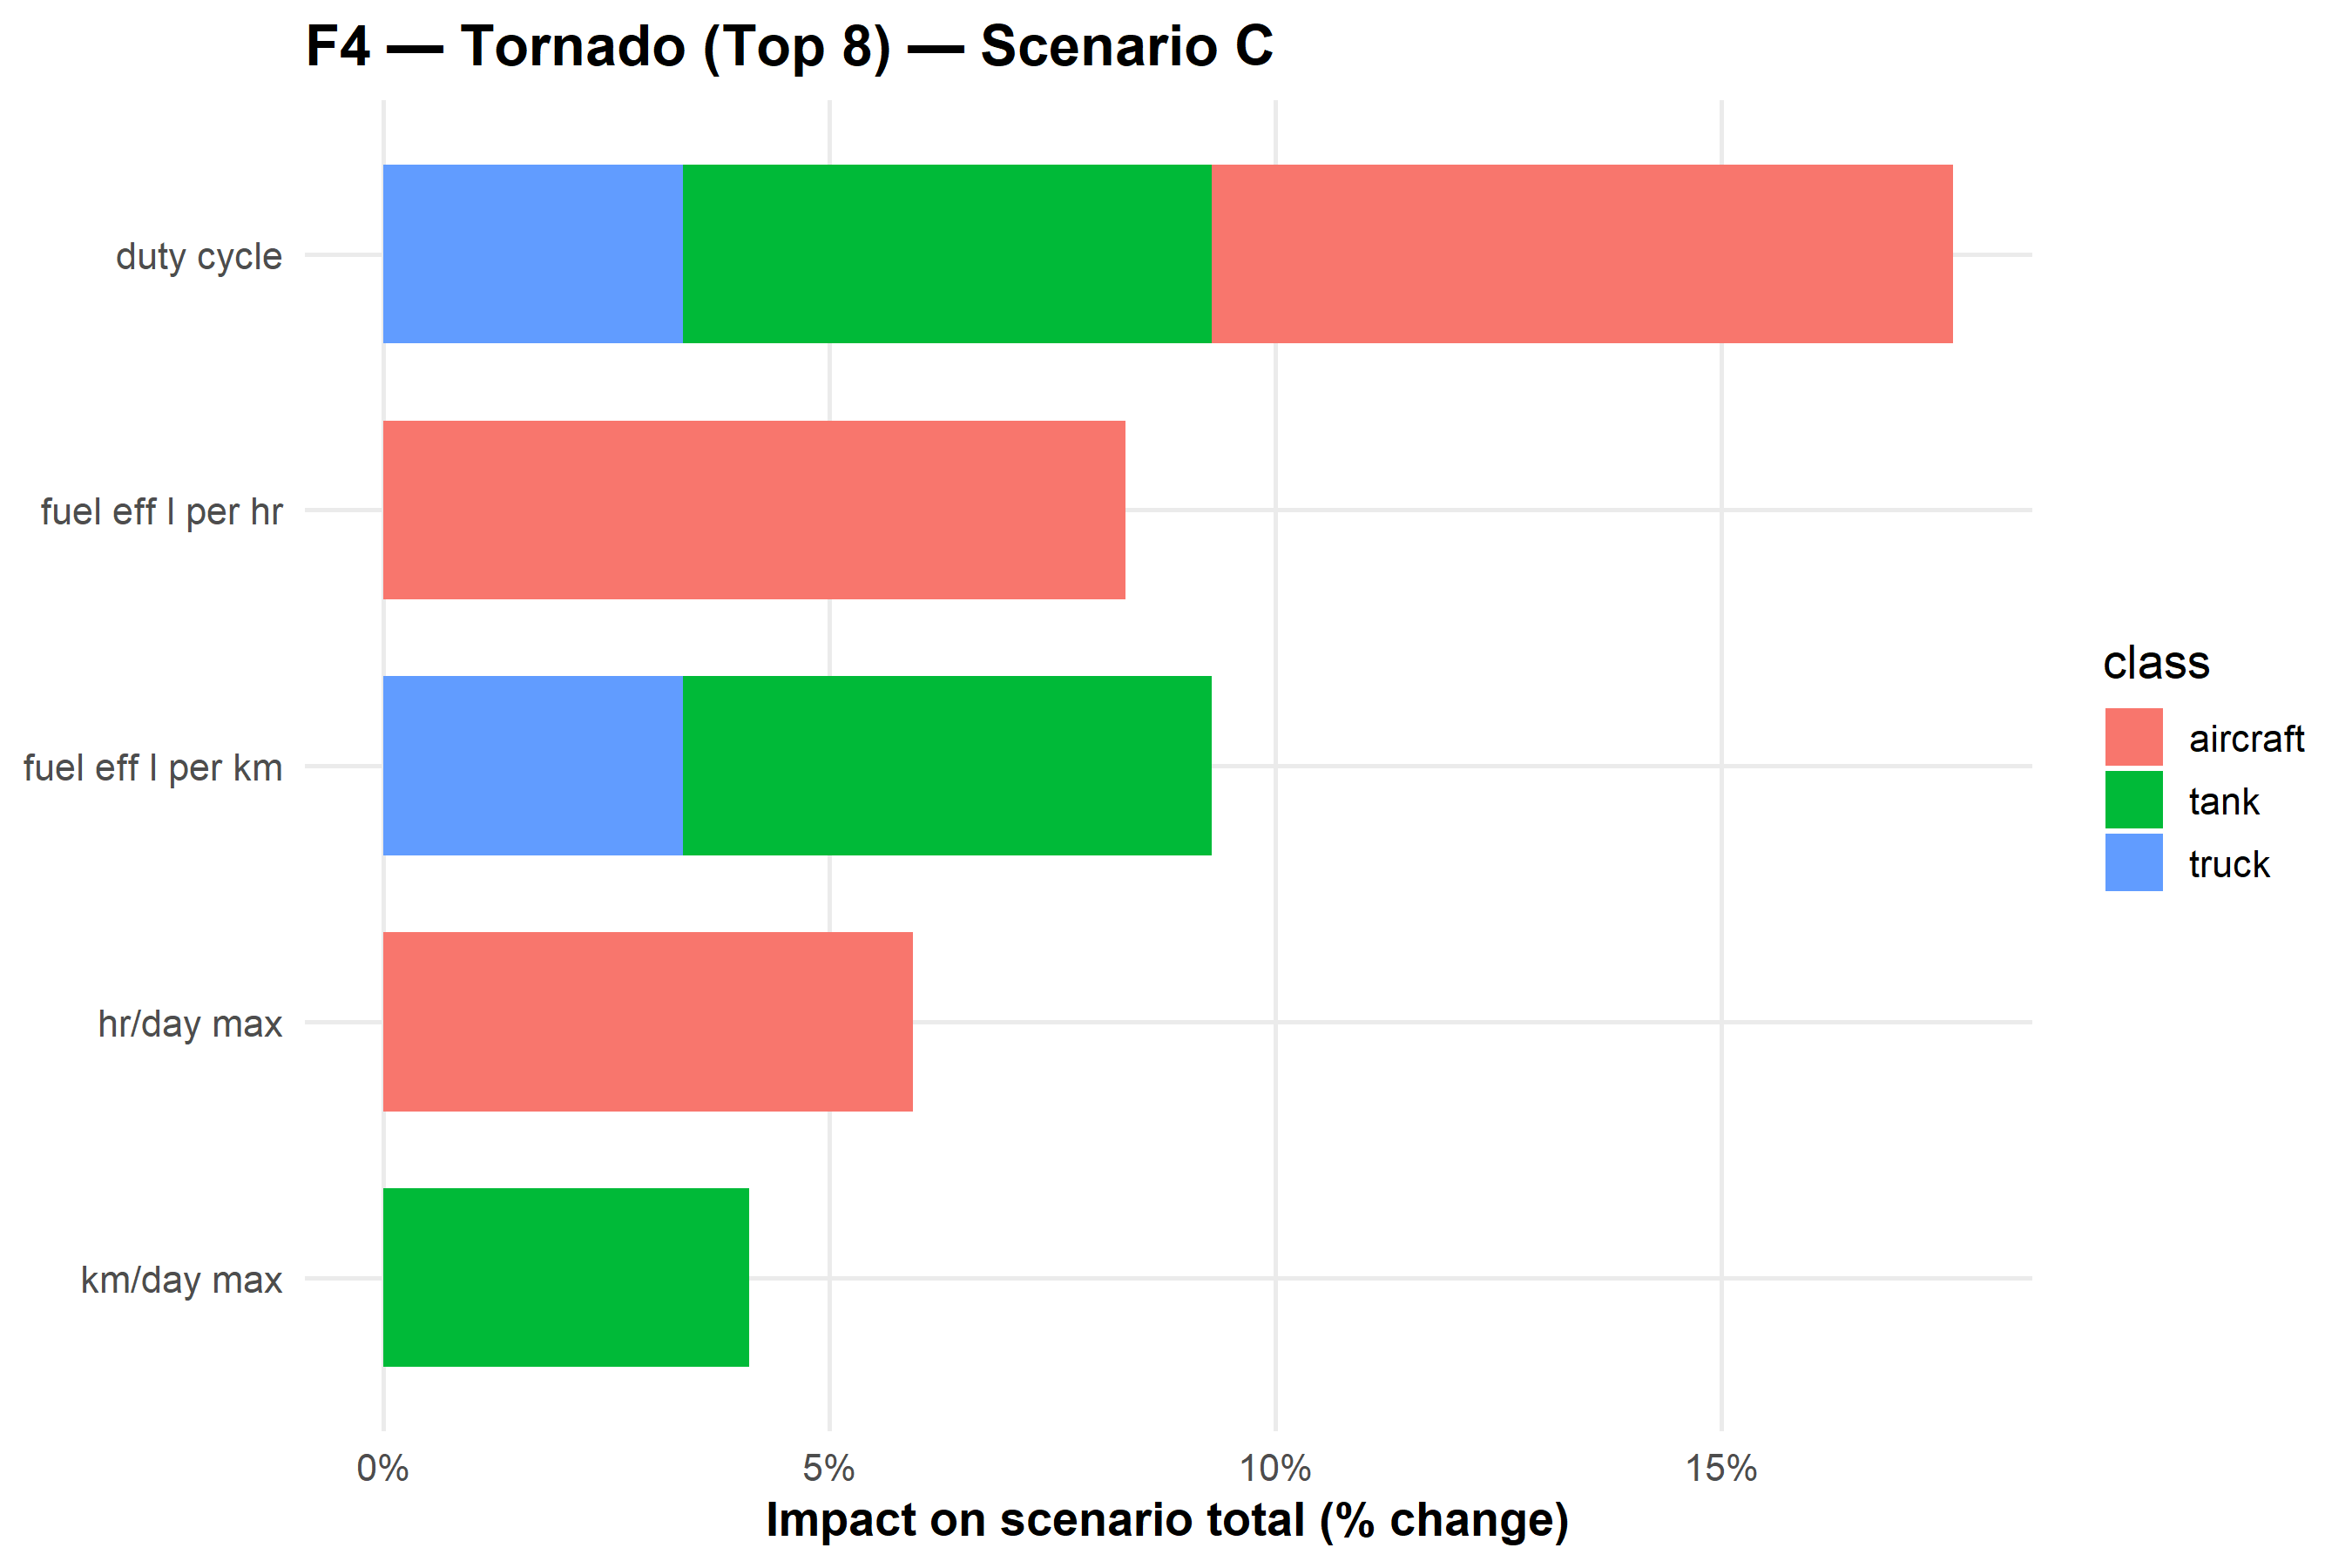 F4 — Tornado (Top 8) — Scenario C
duty cycle
fuel eff l per hr
fuel eff l per km
hr/day max
km/day max
0%
5%
10%
15%
Impact on scenario total (% change)
class
aircraft
tank
truck